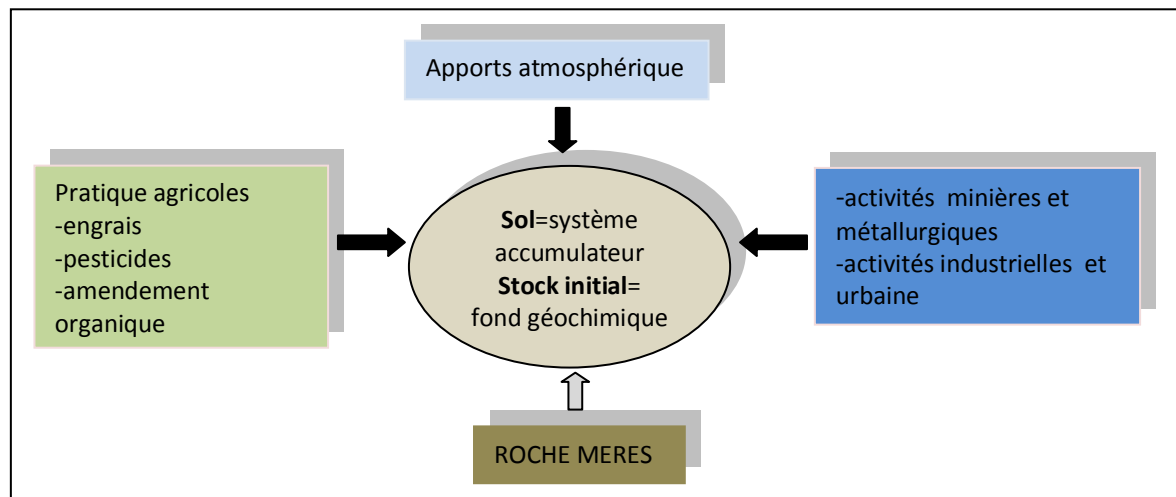 Apports atmosphérique
Pratique agricoles
-engrais
-pesticides
-amendement
organique
Sol=système
accumulateur
Stock initial=
fond géochimique
-activités minières et
métallurgiques
-activités industrielles et
urbaine
ROCHE MERES